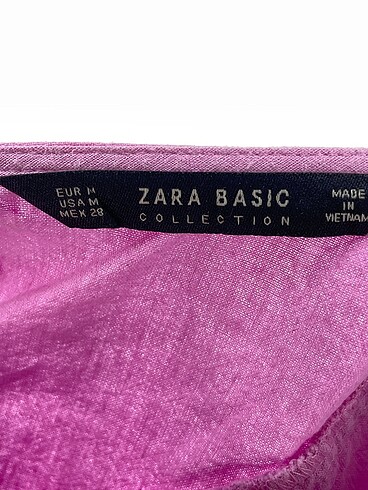 EUR M
USA M
MEX 28
ZARA BASIC
COLLECTION
MADE
IN
VIETNAM